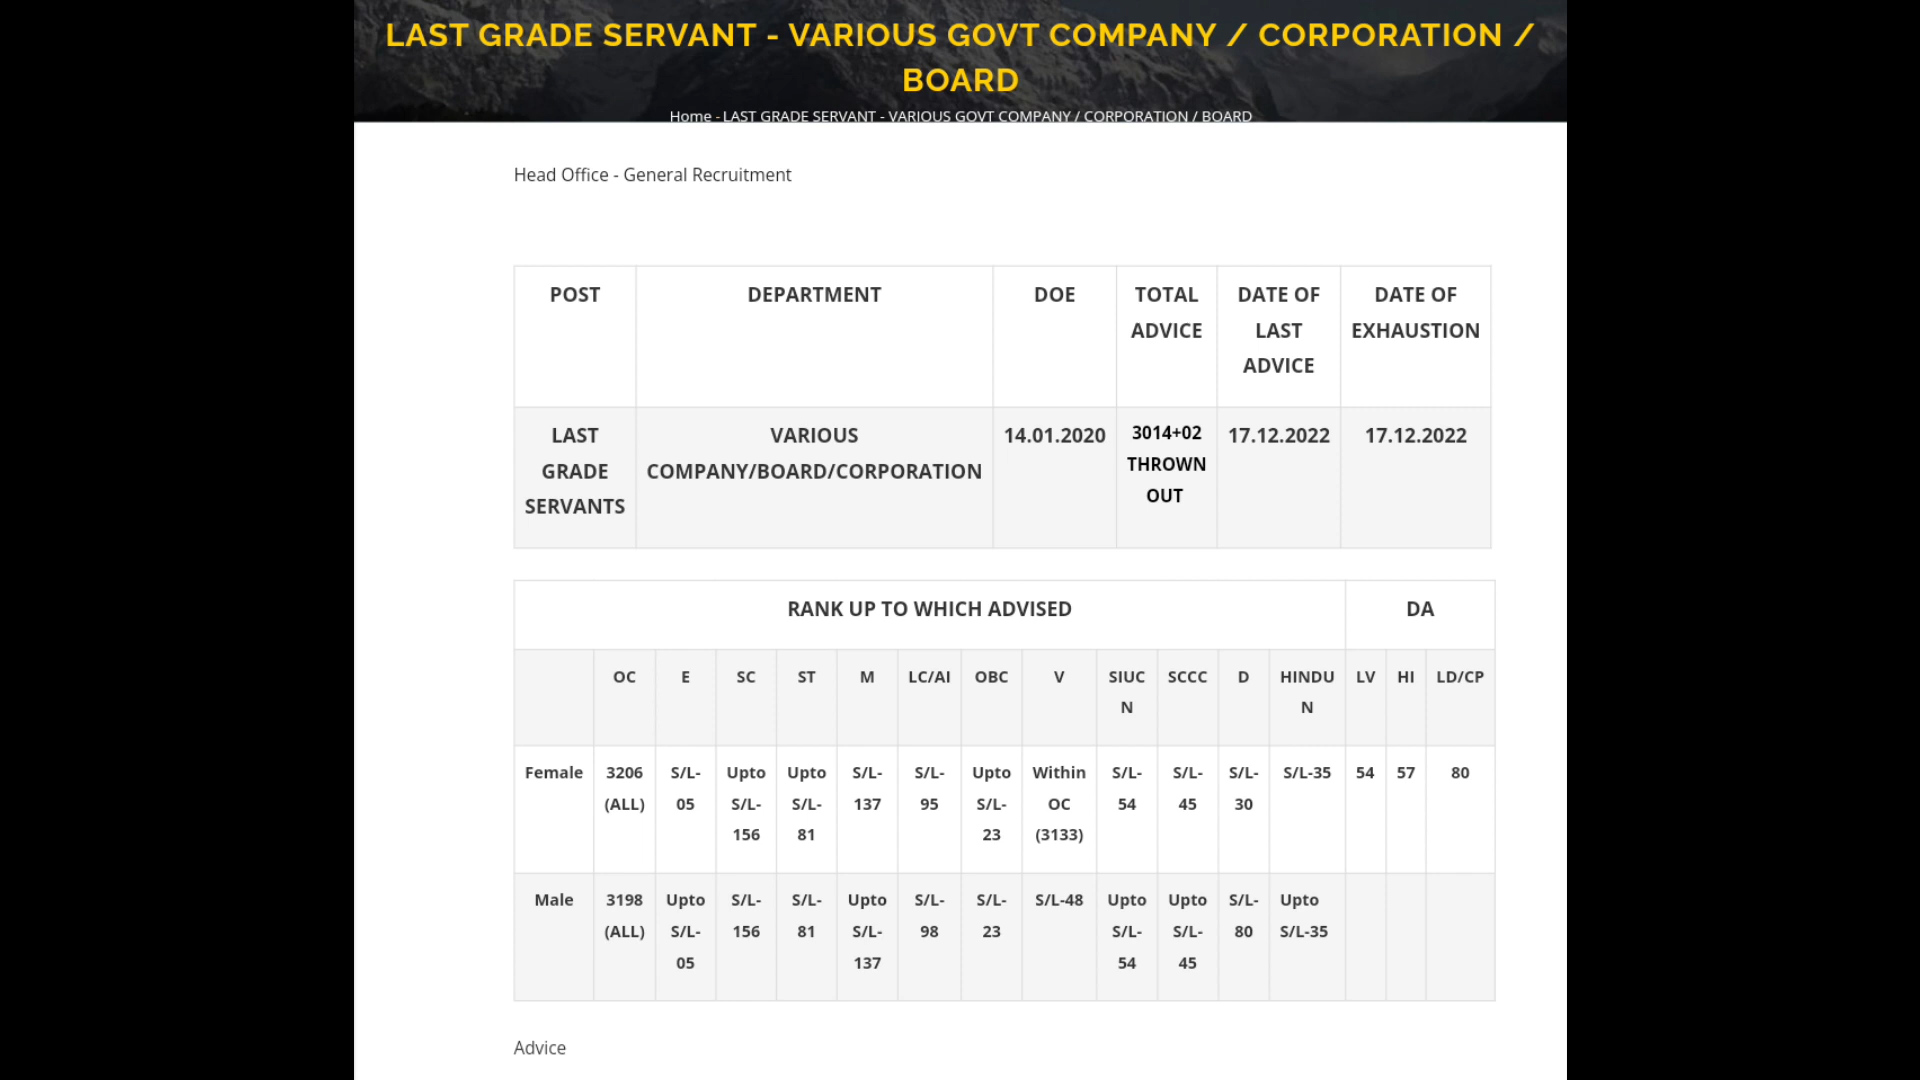 LAST GRADE SERVANT - VARIOUS GOVT COMPANY / CORPORATION /
BOARD
Home - LAST GRADE SERVANT - VARIOUS GOVT COMPANY / CORPORATION / BOARD
Head Office - General Recruitment
POST DEPARTMENT DOE TOTAL DATE OF DATE OF
ADVICE LAST EXHAUSTION
ADVICE
LAST VARIOUS 14.01.2020 3014+02 17.12.2022 17.12.2022
GRADE COMPANY/BOARD/CORPORATION THROWN
SERVANTS OUT
RANK UP TO WHICH ADVISED DA
OC E SC ST M LC/AI OBC V SIUC SCCC D HINDU LV HI LD/CP
N N
Female 3206 S/L- Upto Upto S/L- S/L- Upto Within S/L- S/L- S/L- S/L-35 54 57 80
(ALL) 05 S/L- S/L- 137 95 S/L- OC 54 45 30
156 81 23 (3133)
Male 3198 Upto S/L- S/L- Upto S/L- S/L- S/L-48 Upto Upto S/L- Upto
(ALL) S/L- 156 81 S/L- 98 23 S/L- S/L- 80 S/L-35
05 137 54 45
Advice